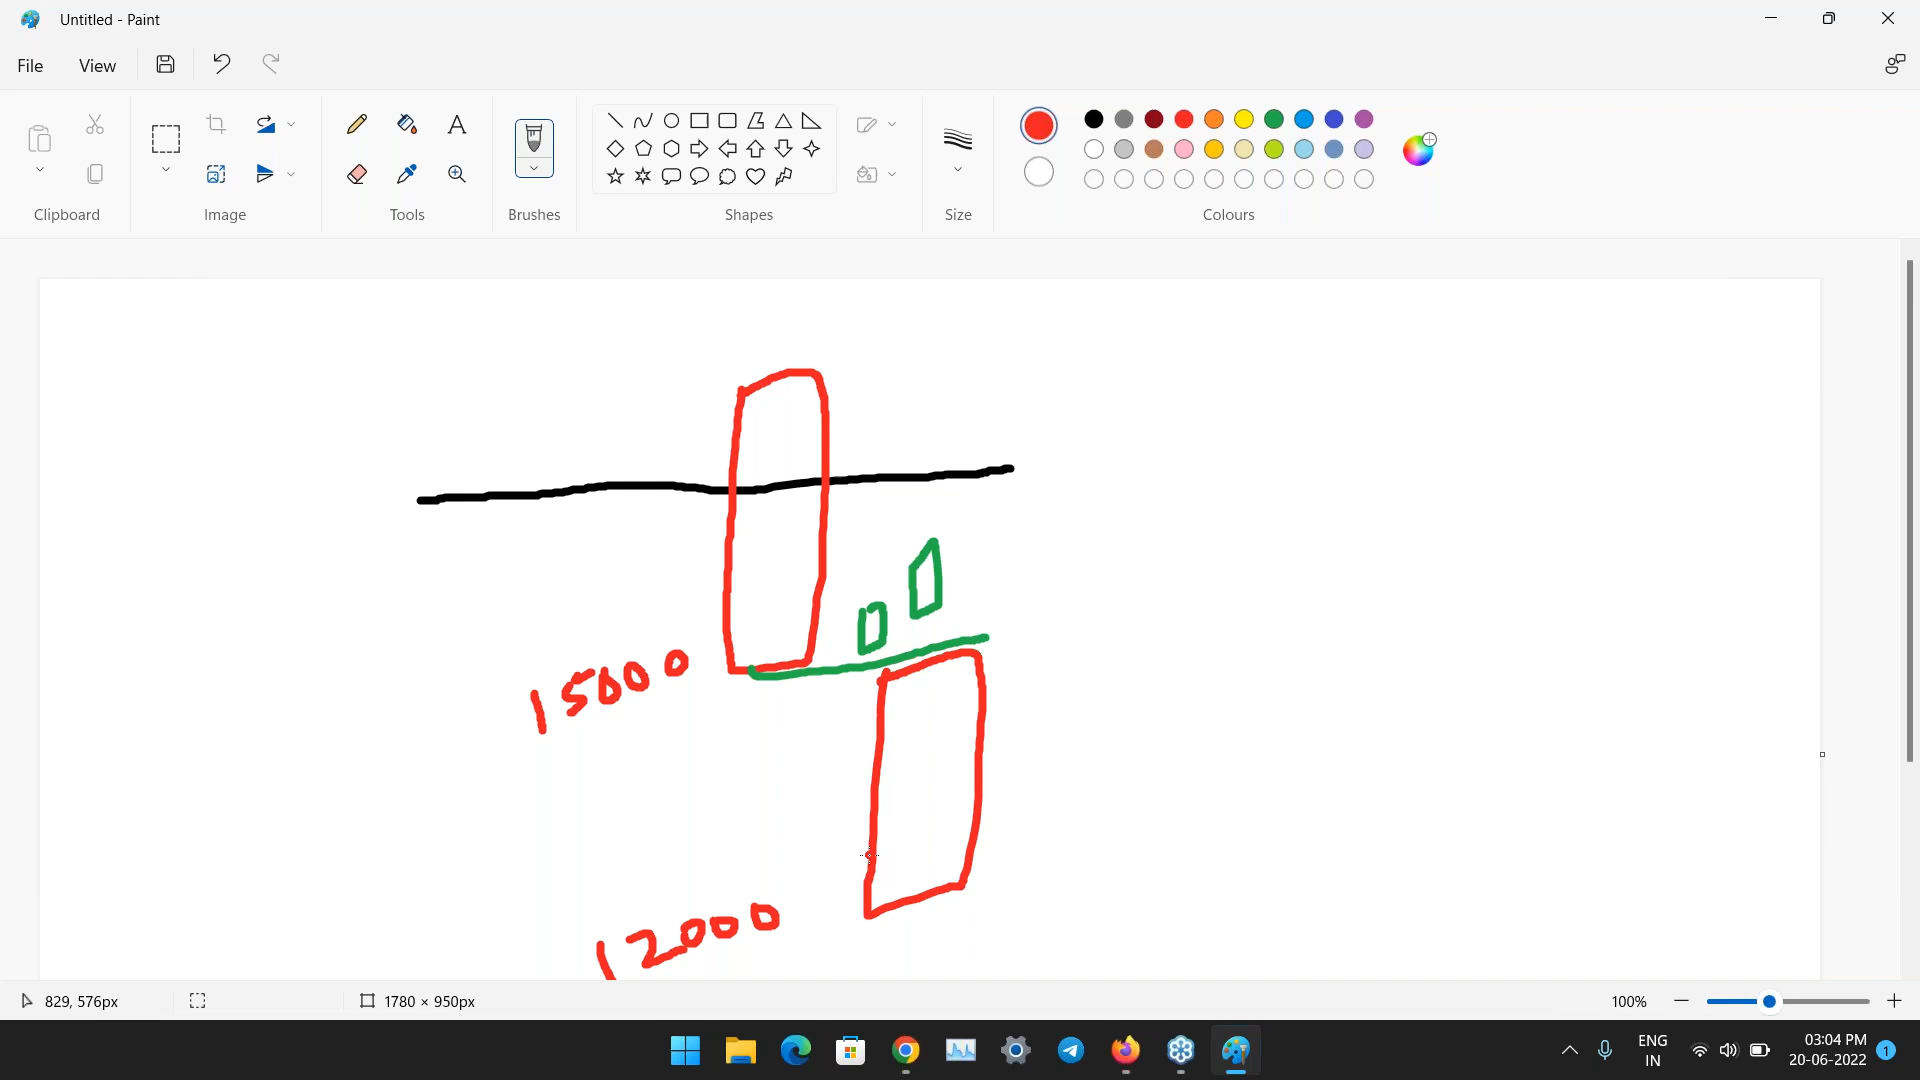 Untitled - Paint
File View
Clipboard Image Tools Brushes Shapes Size Colours
15000
12000
829, 576px 1780 × 950px 100%
ENG 03:04 PM
IN 20-06-2022 1